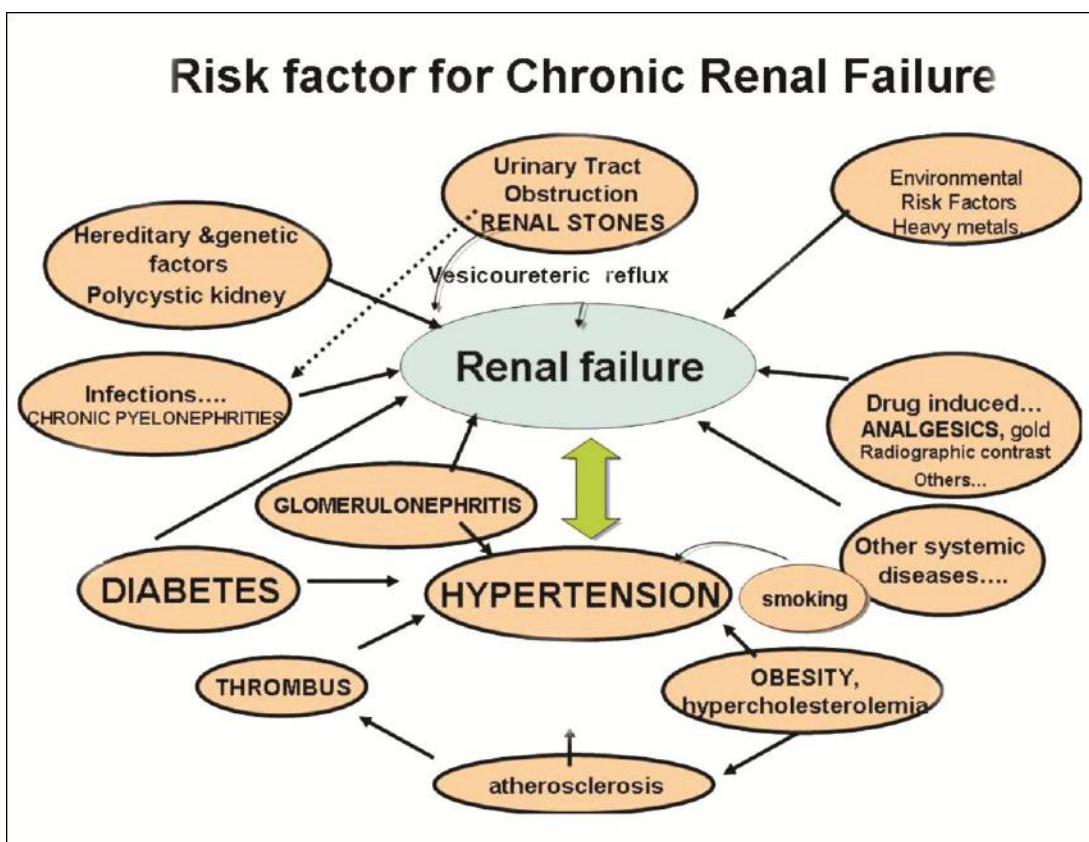 Risk factor for Chronic Renal Failure
Urinary Tract
Obstruction
RENAL STONES
Environmental
Risk Factors
Heavy metals,
Hereditary &genetic
factors
Polycystic kidney
Vesicoureteric reflux
Renal failure
Infections....
CHRONIC PYELONEPHRITIES
Drug induced...
ANALGESICS, gold
Radiographic contrast
Others...
GLOMERULONEPHRITIS
Other systemic
diseases....
DIABETES
HYPERTENSION
smoking
THROMBUS
OBESITY,
hypercholesterolemia
atherosclerosis